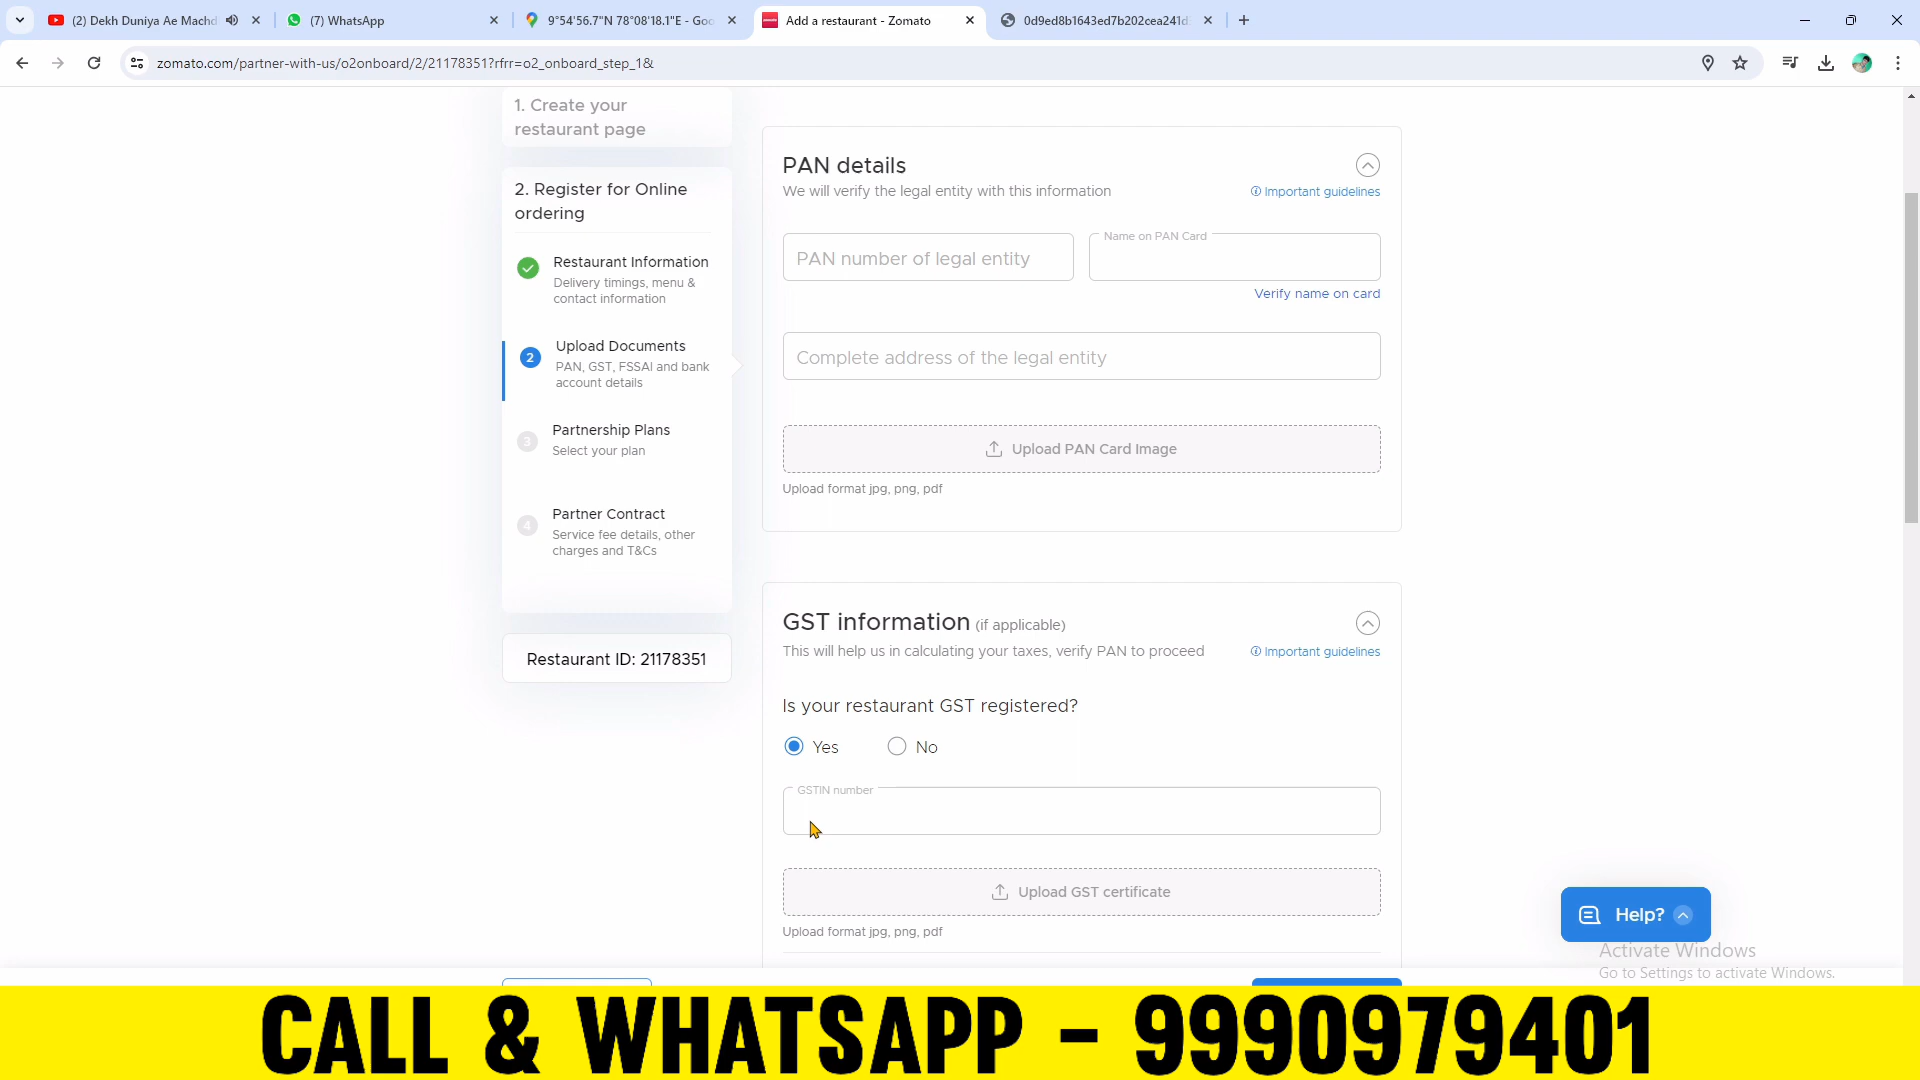 (2) Dekh Duniya Ae Machd
(7) WhatsApp
9°54'56.7"N 78°08'18.1"E - Goo
Add a restaurant - Zomato
0d9ed8b1643ed7b202cea241d
zomato.com/partner-with-us/o2onboard/2/21178351?rfrr=o2_onboard_step_1&
1. Create your
restaurant page
2. Register for Online
ordering
Restaurant Information
Delivery timings, menu &
contact information
2
Upload Documents
PAN, GST, FSSAI and bank
account details
3
Partnership Plans
Select your plan
4
Partner Contract
Service fee details, other
charges and T&Cs
Restaurant ID: 21178351
PAN details
We will verify the legal entity with this information
Important guidelines
PAN number of legal entity
Name on PAN Card
Verify name on card
Complete address of the legal entity
Upload PAN Card Image
Upload format jpg, png, pdf
GST information (if applicable)
This will help us in calculating your taxes, verify PAN to proceed
Important guidelines
Is your restaurant GST registered?
Yes
No
GSTIN number
Upload GST certificate
Upload format jpg, png, pdf
Help?
Activate Windows
Go to Settings to activate Windows.
CALL & WHATSAPP - 9990979401